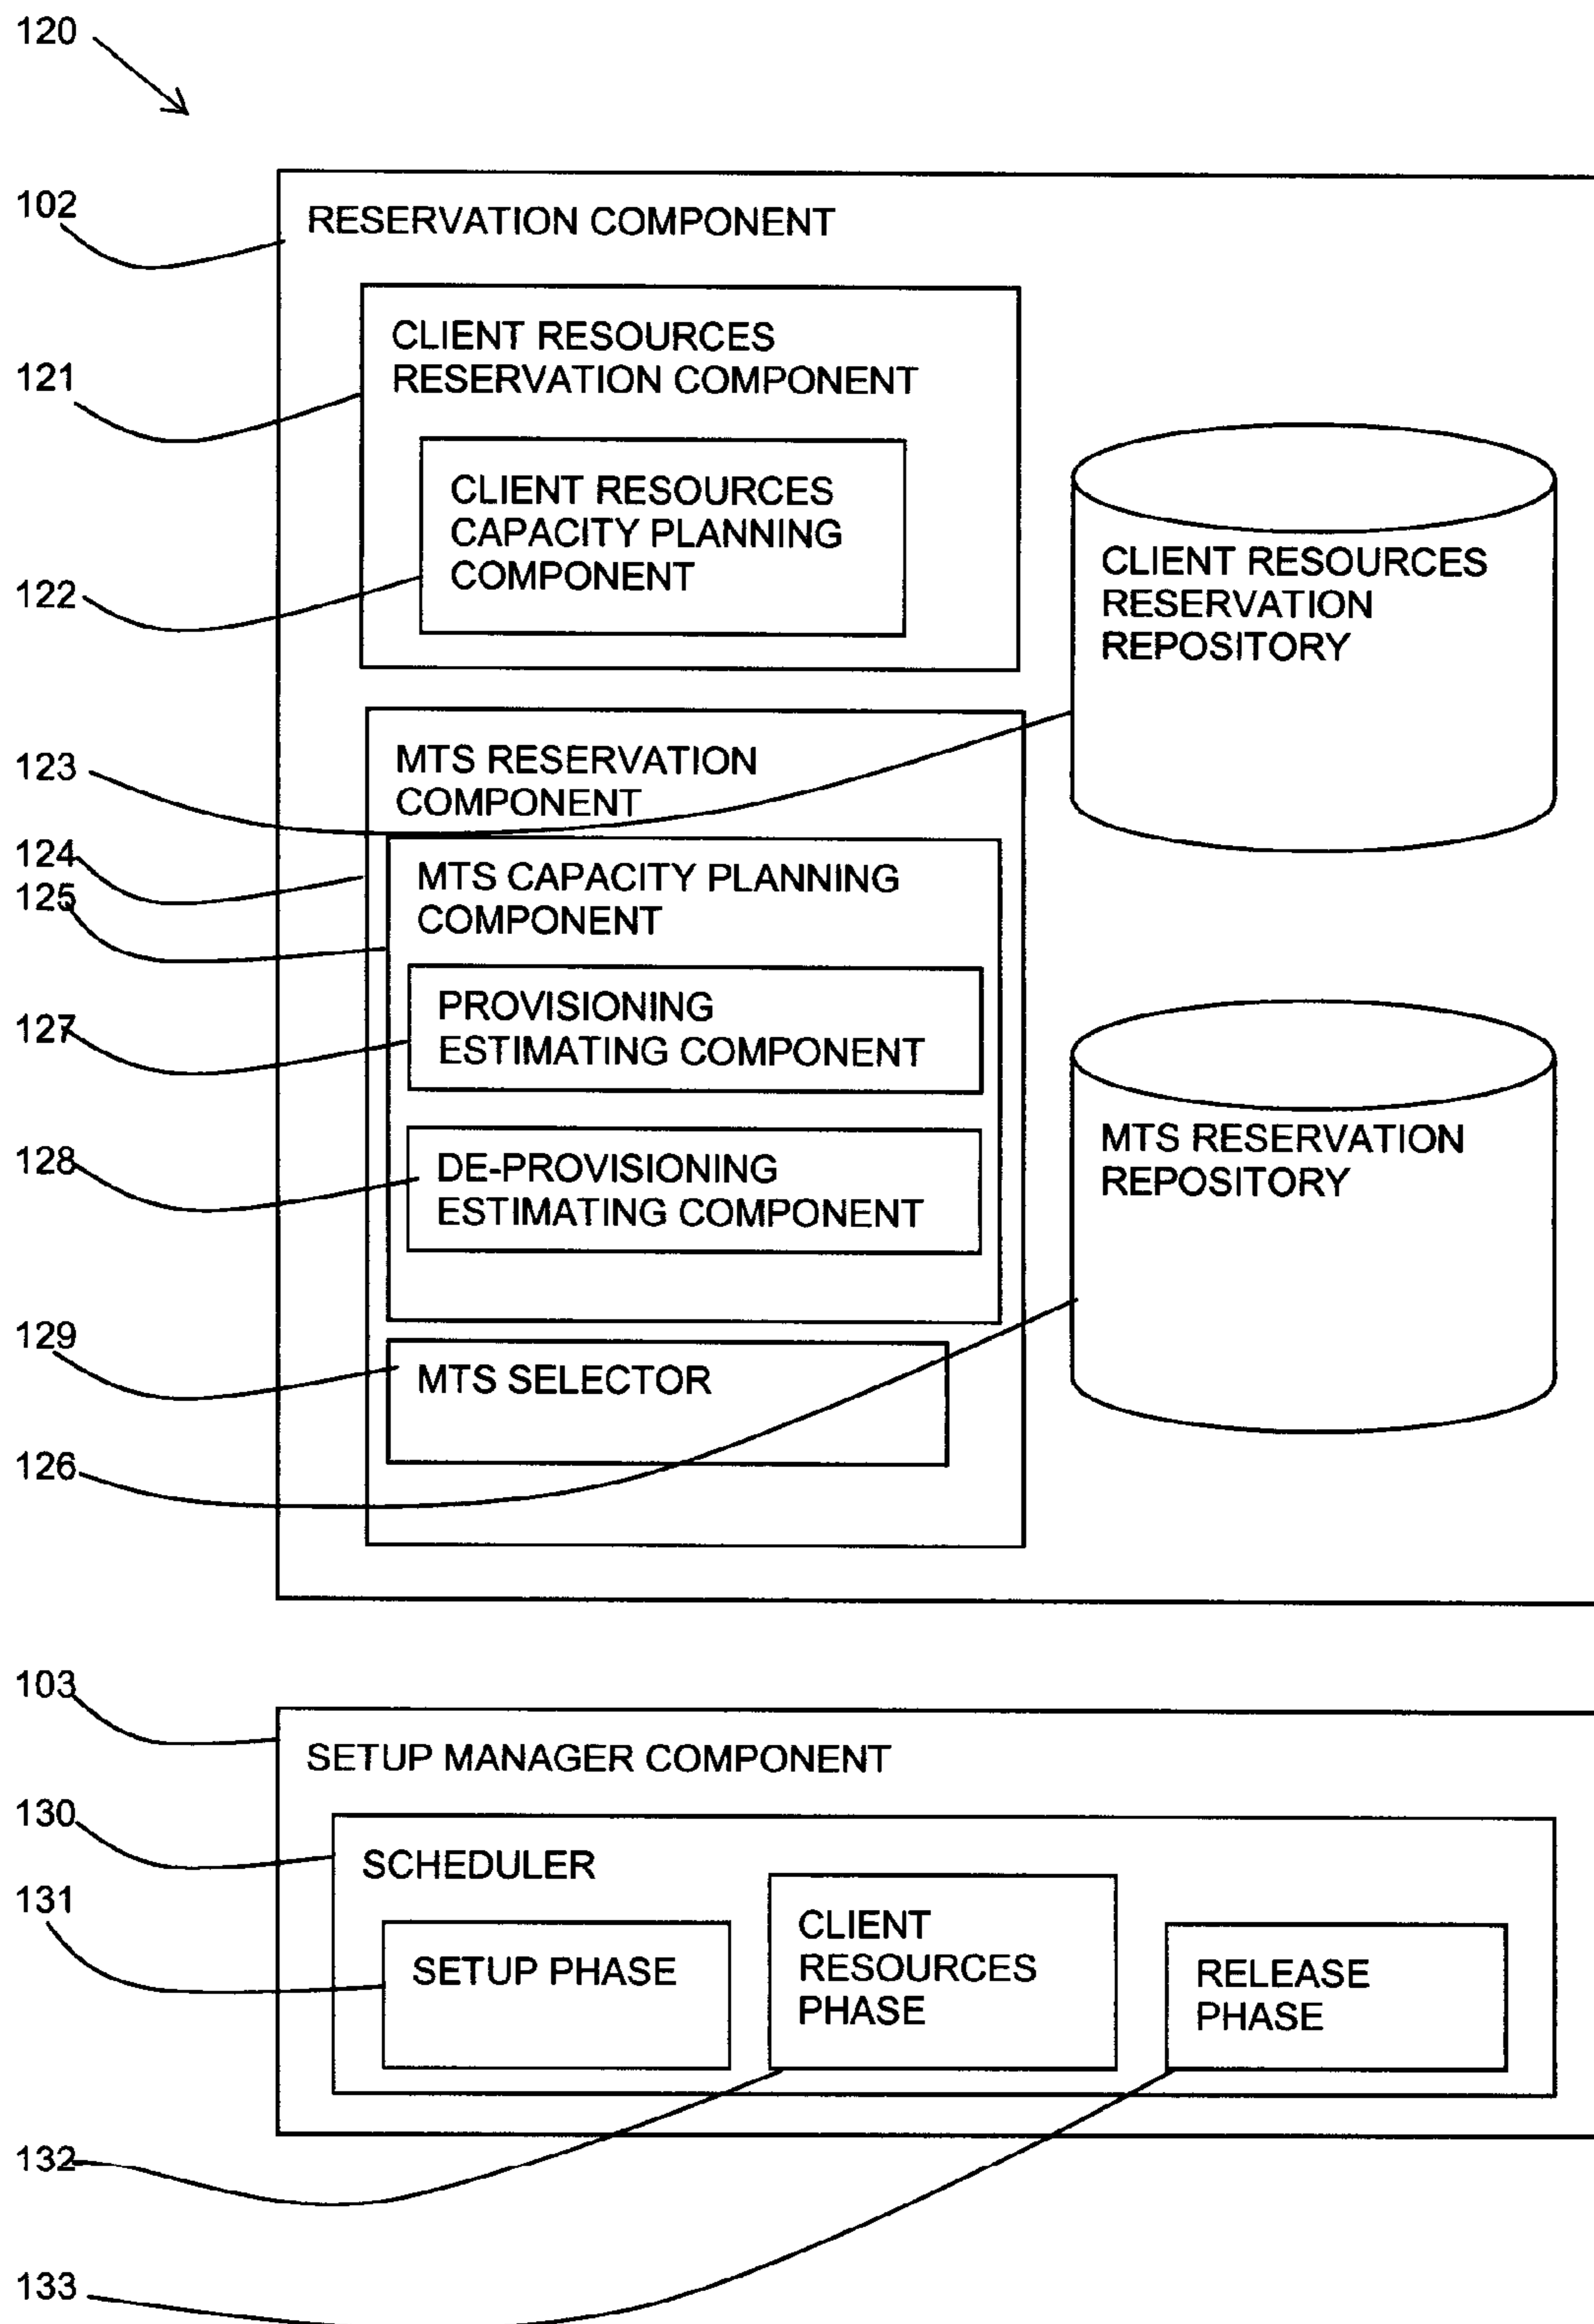 120
102
RESERVATION COMPONENT
121
CLIENT RESOURCES
RESERVATION COMPONENT
122
CLIENT RESOURCES
CAPACITY PLANNING
COMPONENT
CLIENT RESOURCES
RESERVATION
REPOSITORY
123
MTS RESERVATION
COMPONENT
124
125
MTS CAPACITY PLANNING
COMPONENT
127
PROVISIONING
ESTIMATING COMPONENT
128
DE-PROVISIONING
ESTIMATING COMPONENT
MTS RESERVATION
REPOSITORY
129
MTS SELECTOR
126
103
SETUP MANAGER COMPONENT
130
SCHEDULER
131
SETUP PHASE
CLIENT
RESOURCES
PHASE
RELEASE
PHASE
132
133